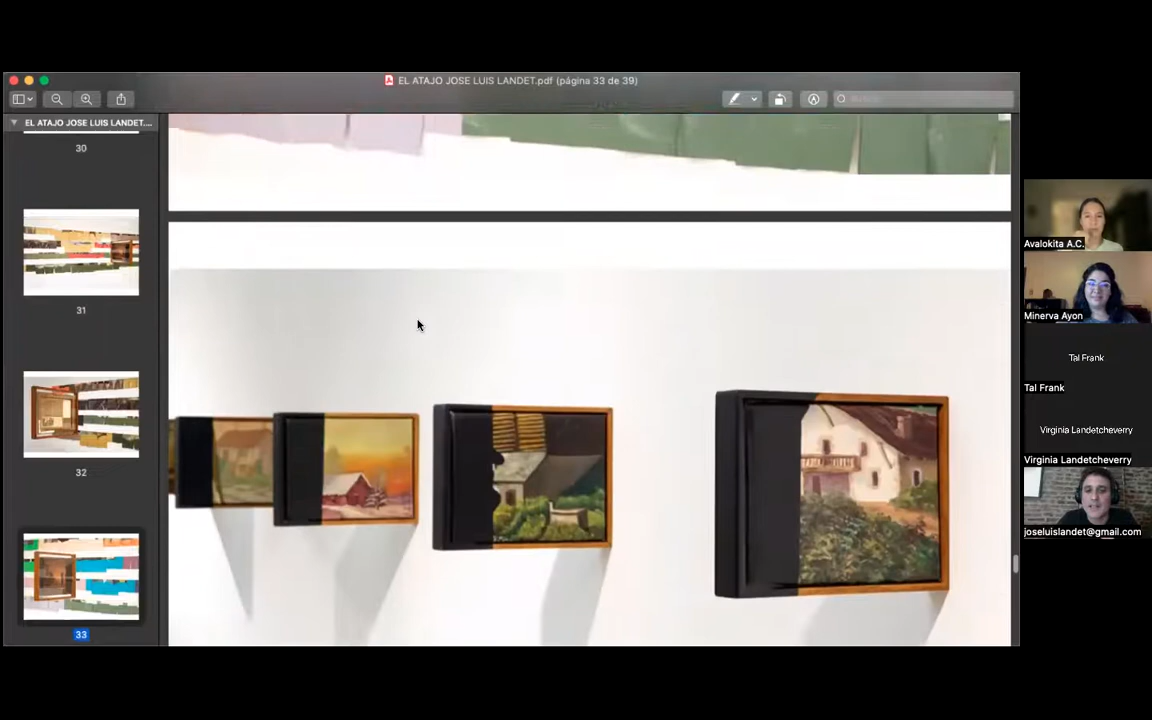 EL ATAJO JOSE LUIS LANDET.pdf (página 33 de 39)
EL ATAJO JOSE LUIS LANDET....
30
31
32
33
Avalokita A.C.
Minerva Ayon
Tal Frank
Tal Frank
Virginia Landetcheverry
Virginia Landetcheverry
joseluislandet@gmail.com